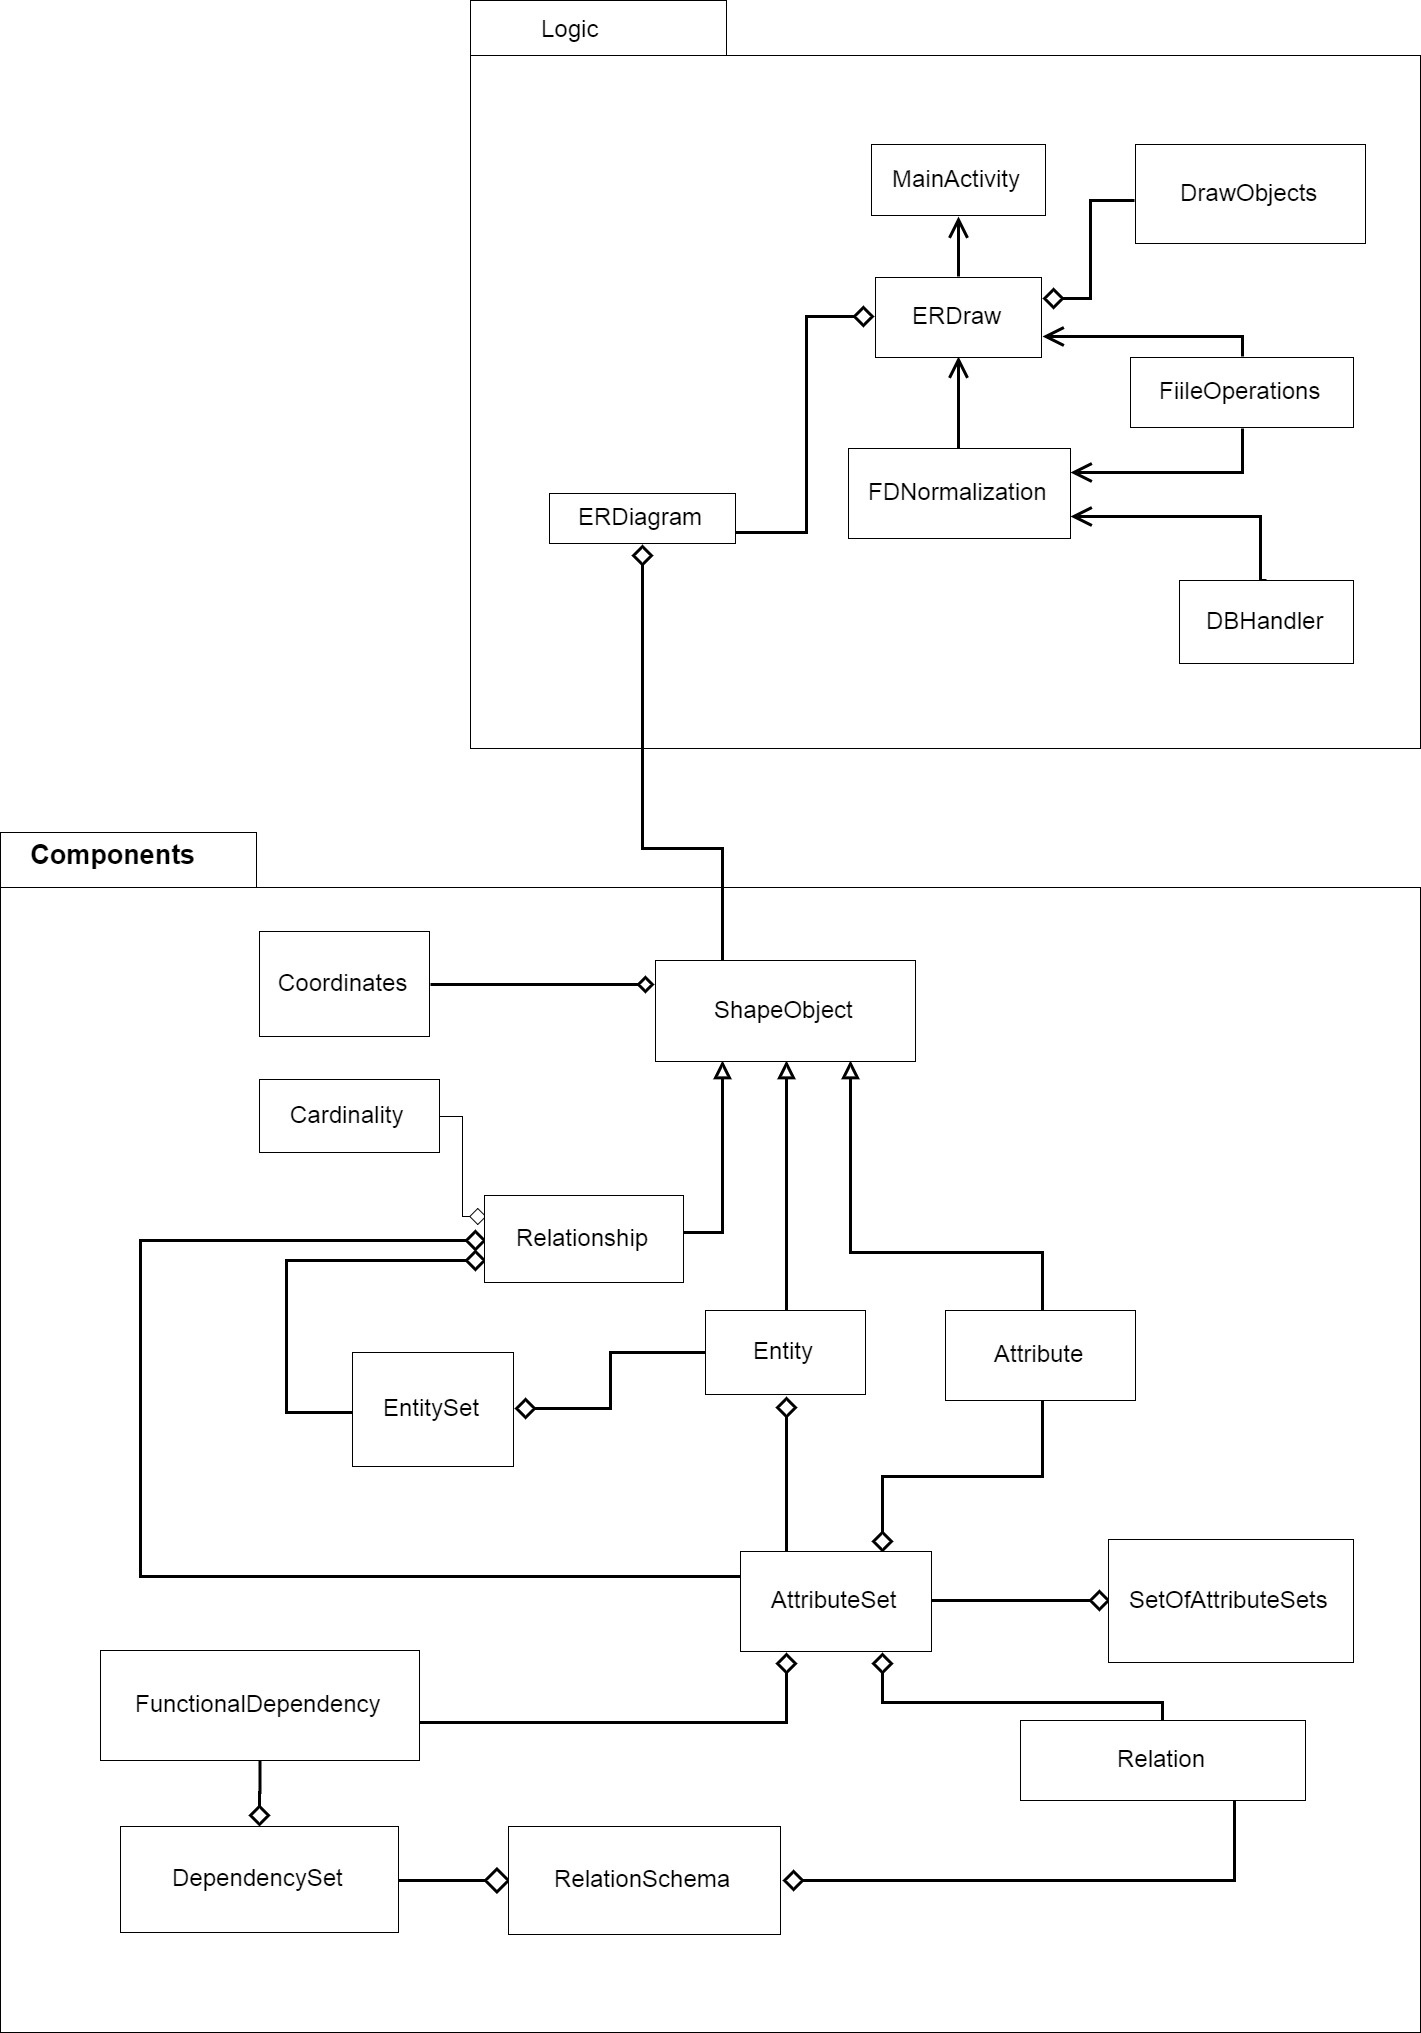 Logic
MainActivity
DrawObjects
ERDraw
FiileOperations
FDNormalization
ERDiagram
DBHandler
Components
Coordinates
ShapeObject
Cardinality
Relationship
Entity
Attribute
EntitySet
AttributeSet
SetOfAttributeSets
FunctionalDependency
Relation
DependencySet
RelationSchema